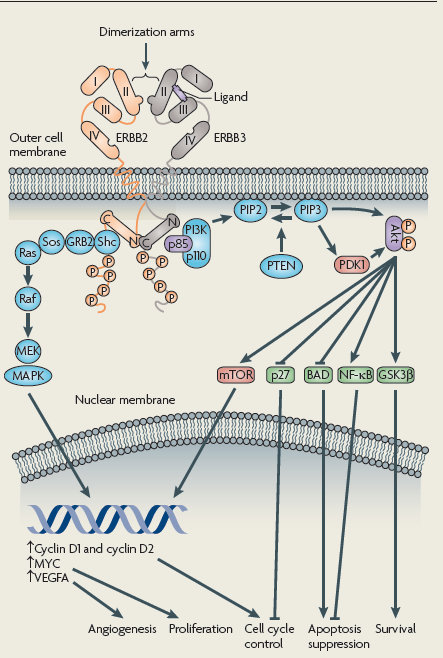 Dimerization arms
I
II
II
I
Ligand
III
III
IV
ERBB2
IV
ERBB3
Outer cell
membrane
C
N
PI3K
PIP2
PIP3
Akt
P
P
Sos
GRB2
Shc
N
C
p85
p110
Ras
P
P
P
P
P
P
P
P
P
P
PTEN
PDK1
Raf
MEK
MAPK
mTOR
p27
BAD
NF-κB
GSK3β
Nuclear membrane
↑Cyclin D1 and cyclin D2
↑MYC
↑VEGFA
Angiogenesis
Proliferation
Cell cycle
control
Apoptosis
suppression
Survival